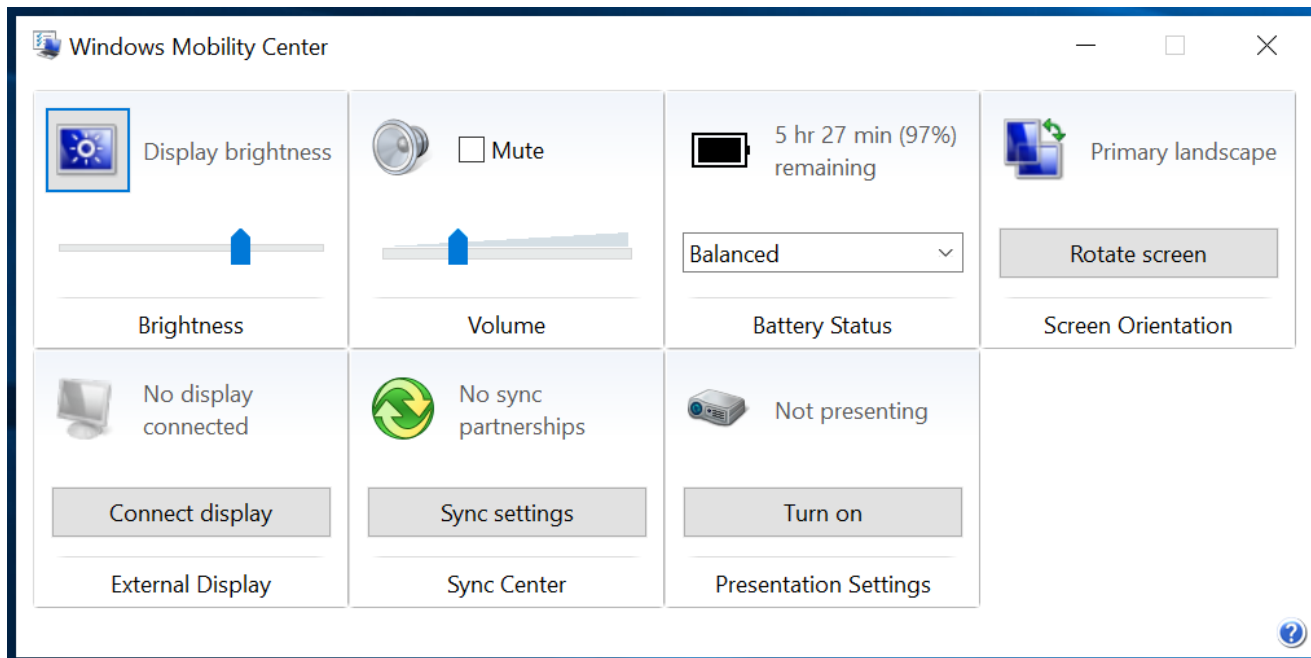 Windows Mobility Center
Display brightness
Brightness
Mute
Volume
5 hr 27 min (97%)
remaining
Balanced
Battery Status
Primary landscape
Rotate screen
Screen Orientation
No display
connected
Connect display
External Display
No sync
partnerships
Sync settings
Sync Center
Not presenting
Turn on
Presentation Settings
?